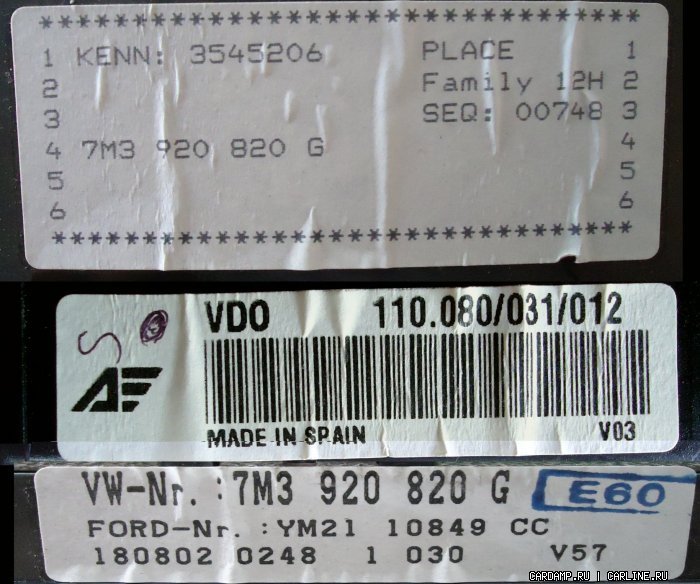 *************************************
1 KENN: 3545206 PLACE 1
2 Family 12H 2
3 SEQ: 00748 3
4 7M3 920 820 G 4
5 5
6 6
*************************************
S
VDO 110.080/031/012
MADE IN SPAIN V03
VW-Nr. :7M3 920 820 G E60
FORD-Nr. :YM21 10849 CC
180802 0248 1 030 V57
CARDAMP.RU | CARLINE.RU